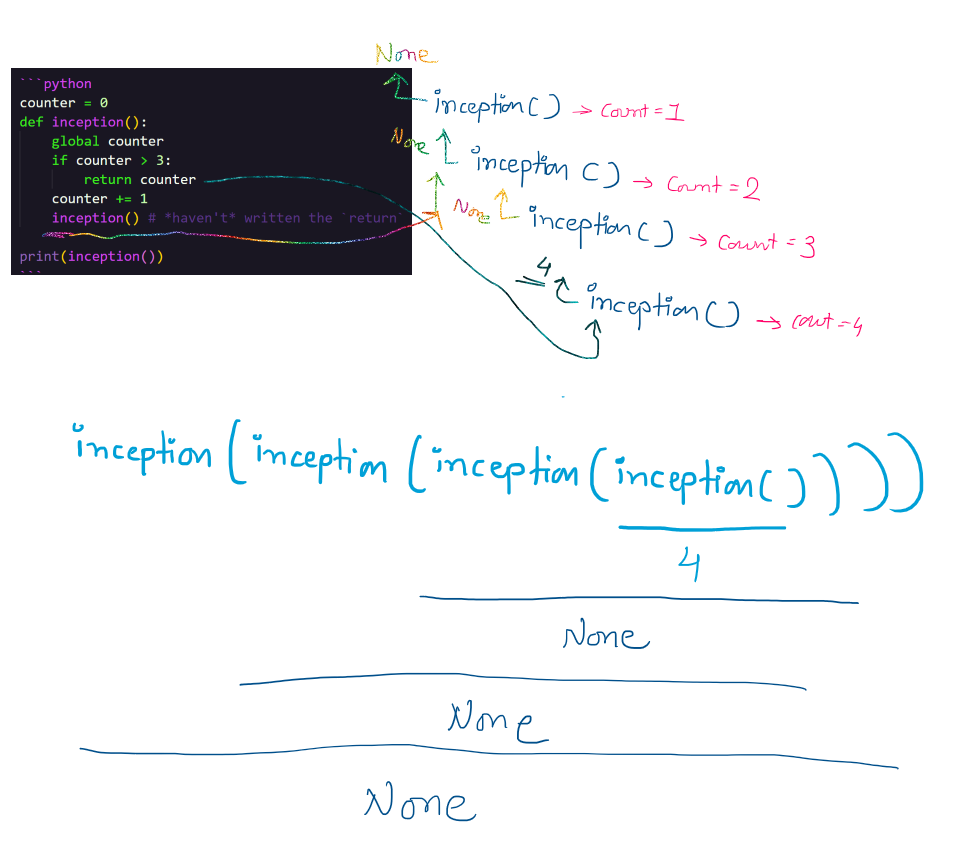 None
```python
counter = 0
def inception():
    global counter
    if counter > 3:
        return counter
    counter += 1
    inception() # *haven't* written the `return`
print(inception())
```
inception() → Count = 1
None
inception() → Count = 2
None
inception() → Count = 3
4
inception() → Cout = 4
inception(inception(inception(inception())))
4
None
None
None